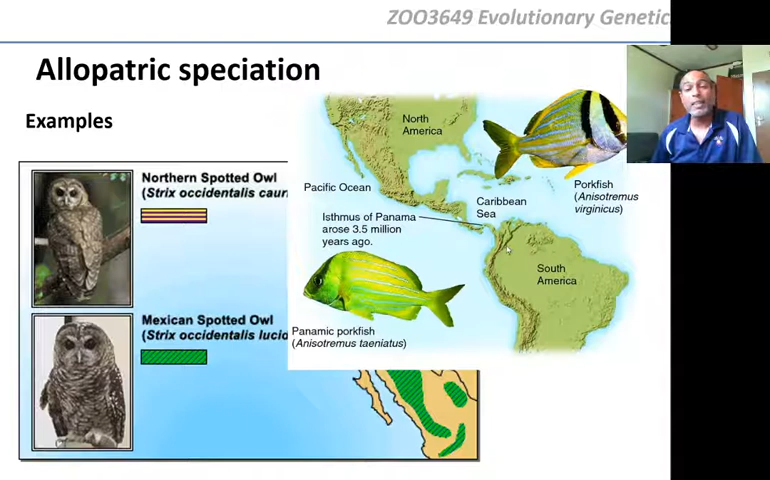 ZOO3649 Evolutionary Genetic
Allopatric speciation
Examples
Northern Spotted Owl
(Strix occidentalis caur
Mexican Spotted Owl
(Strix occidentalis lucid
North
America
Pacific Ocean
Caribbean
Sea
Isthmus of Panama
arose 3.5 million
years ago.
Porkfish
(Anisotremus
virginicus)
South
America
Panamic porkfish
(Anisotremus taeniatus)